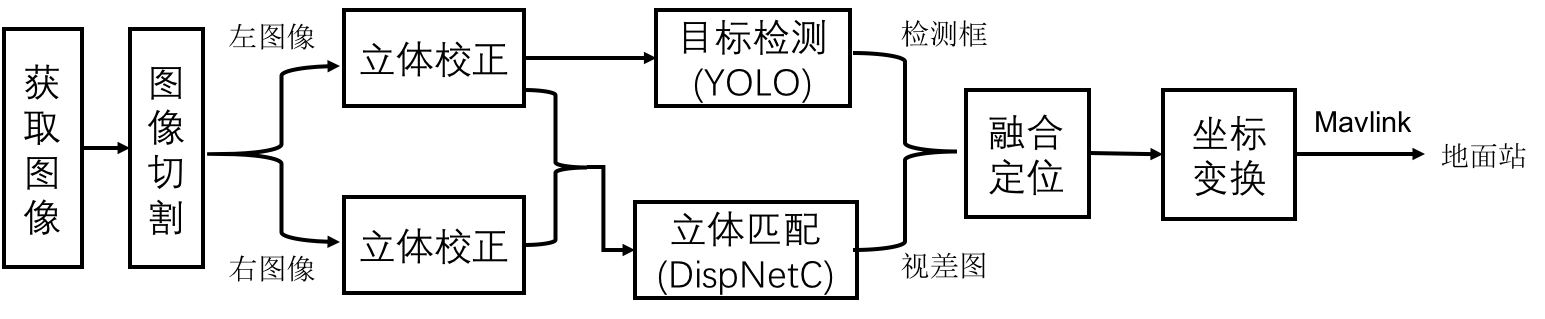 获
取
图
像
图
像
切
割
左图像
右图像
立体校正
立体校正
目标检测
(YOLO)
立体匹配
(DispNetC)
检测框
视差图
融合
定位
坐标
变换
Mavlink
地面站